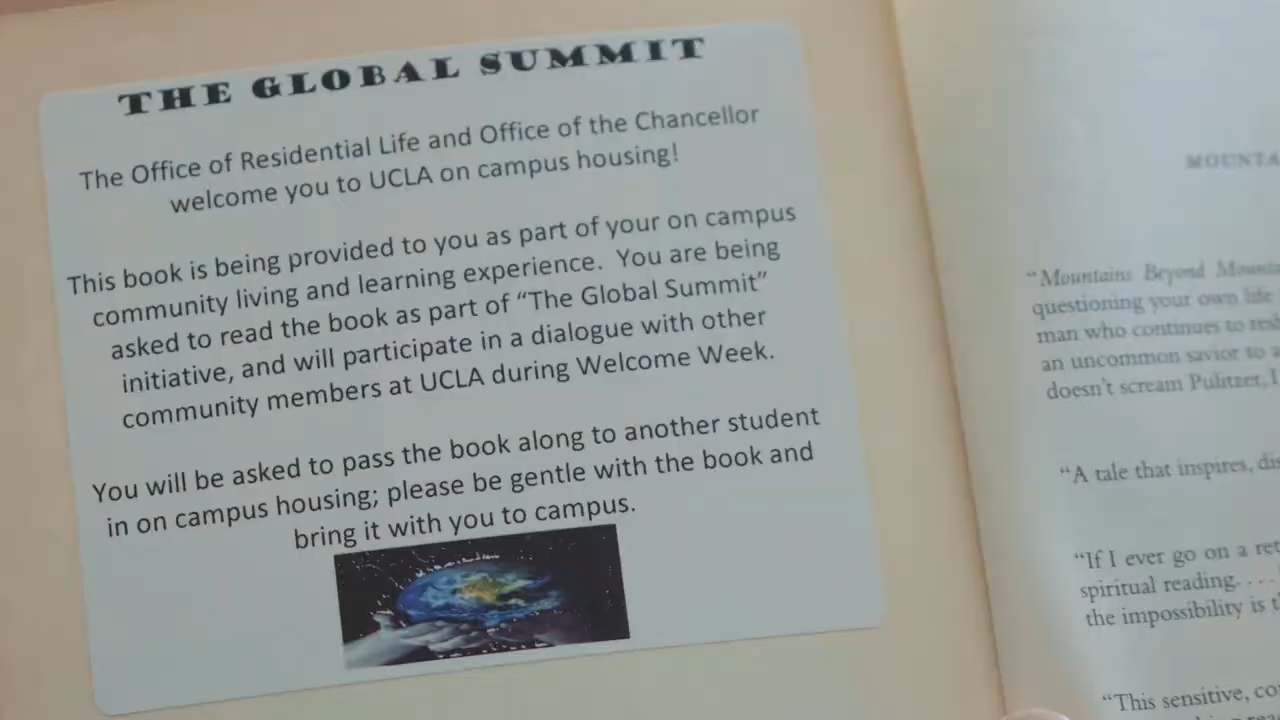 THE GLOBAL SUMMIT
The Office of Residential Life and Office of the Chancellor
welcome you to UCLA on campus housing!
This book is being provided to you as part of your on campus
community living and learning experience. You are being
asked to read the book as part of “The Global Summit”
initiative, and will participate in a dialogue with other
community members at UCLA during Welcome Week.
You will be asked to pass the book along to another student
in on campus housing; please be gentle with the book and
bring it with you to campus.
“Mountains Beyond
questioning your own life
man who continues to
an uncommon savior to
doesn’t scream Pulitzer,
“A tale that inspires,
“If I ever go on a
spiritual reading. . . .
the impossibility is
“This sensitive,